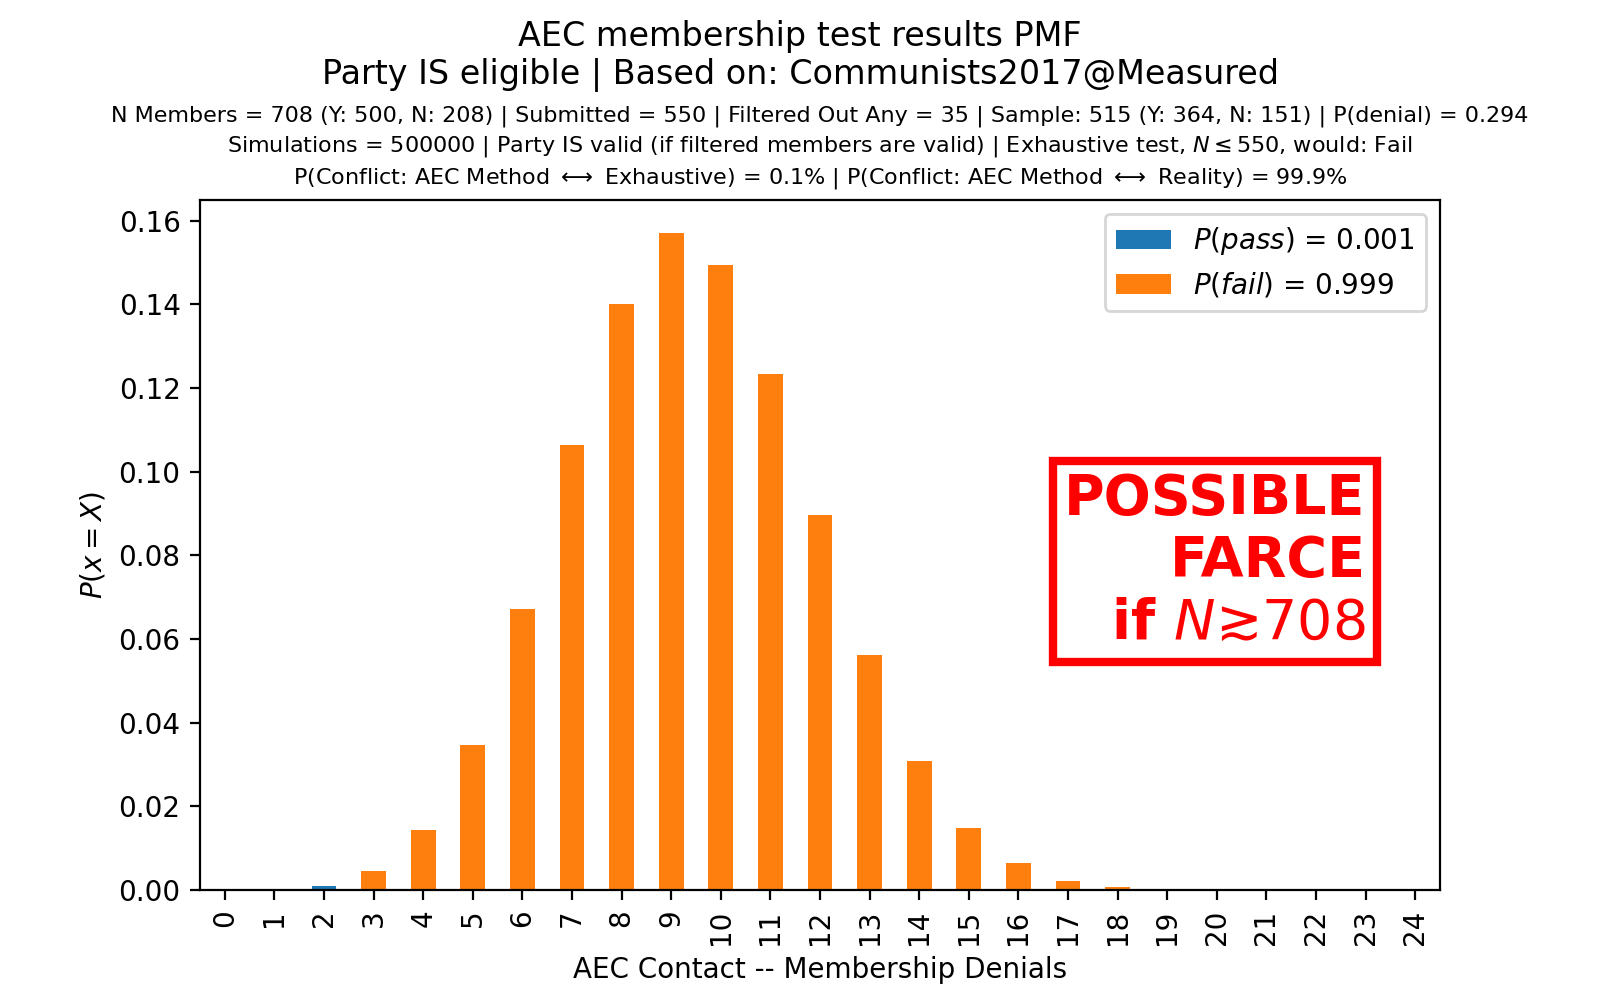 AEC membership test results PMF
Party IS eligible | Based on: Communists2017@Measured
N Members = 708 (Y: 500, N: 208) | Submitted = 550 | Filtered Out Any = 35 | Sample: 515 (Y: 364, N: 151) | P(denial) = 0.294
Simulations = 500000 | Party IS valid (if filtered members are valid) | Exhaustive test, N ≤ 550, would: Fail
P(Conflict: AEC Method ⟷ Exhaustive) = 0.1% | P(Conflict: AEC Method ⟷ Reality) = 99.9%
P(pass) = 0.001
P(fail) = 0.999
POSSIBLE
FARCE
if N≳708
P(x = X)
0.16
0.14
0.12
0.10
0.08
0.06
0.04
0.02
0.00
0 1 2 3 4 5 6 7 8 9 10 11 12 13 14 15 16 17 18 19 20 21 22 23 24
AEC Contact -- Membership Denials